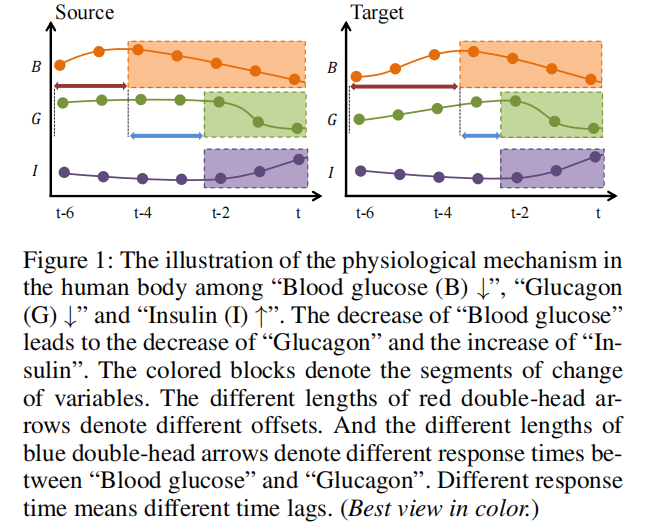 Source
Target
B
G
I
t-6
t-4
t-2
t
B
G
I
t-6
t-4
t-2
t
Figure 1: The illustration of the physiological mechanism in
the human body among “Blood glucose (B) ↓”, “Glucagon
(G) ↓” and “Insulin (I) ↑”. The decrease of “Blood glucose”
leads to the decrease of “Glucagon” and the increase of “In-
sulin”. The colored blocks denote the segments of change
of variables. The different lengths of red double-head ar-
rows denote different offsets. And the different lengths of
blue double-head arrows denote different response times be-
tween “Blood glucose” and “Glucagon”. Different response
time means different time lags. (Best view in color.)